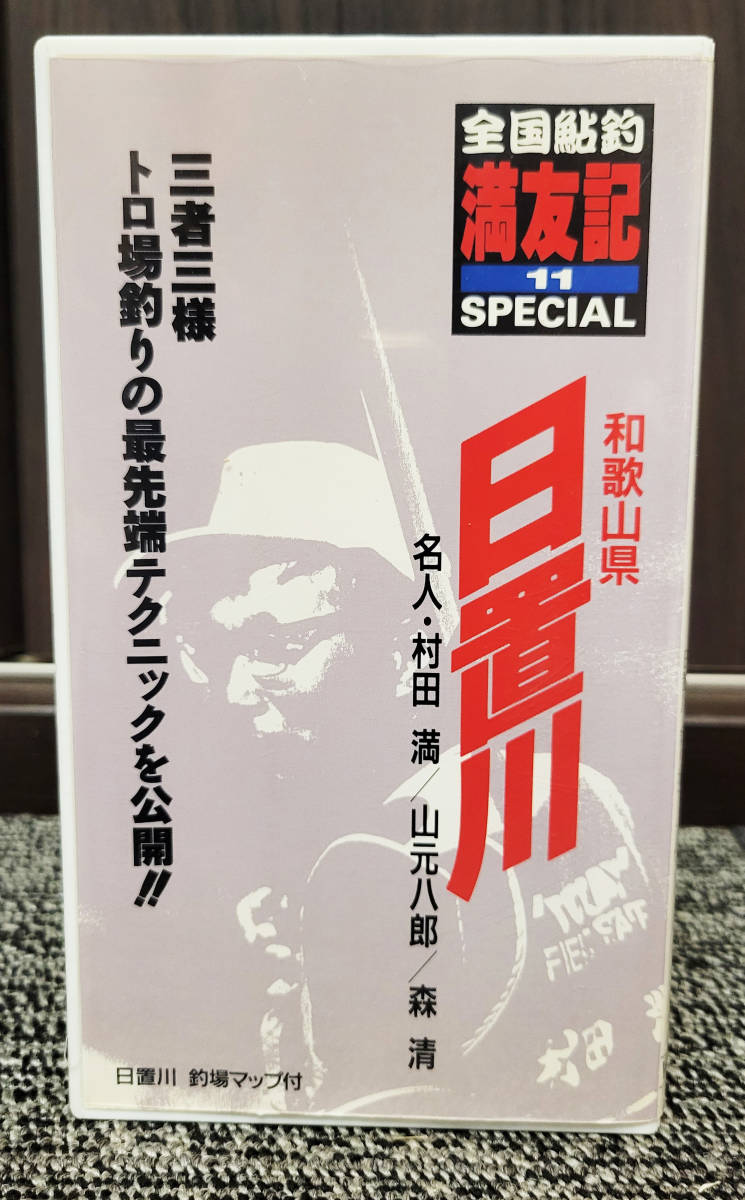 全国鮎釣
満友記
11
SPECIAL
和歌山県
日置川
名人・村田 満／山元八郎／森 清
三者三様
トロ場釣りの最先端テクニックを公開!!
日置川 釣場マップ付